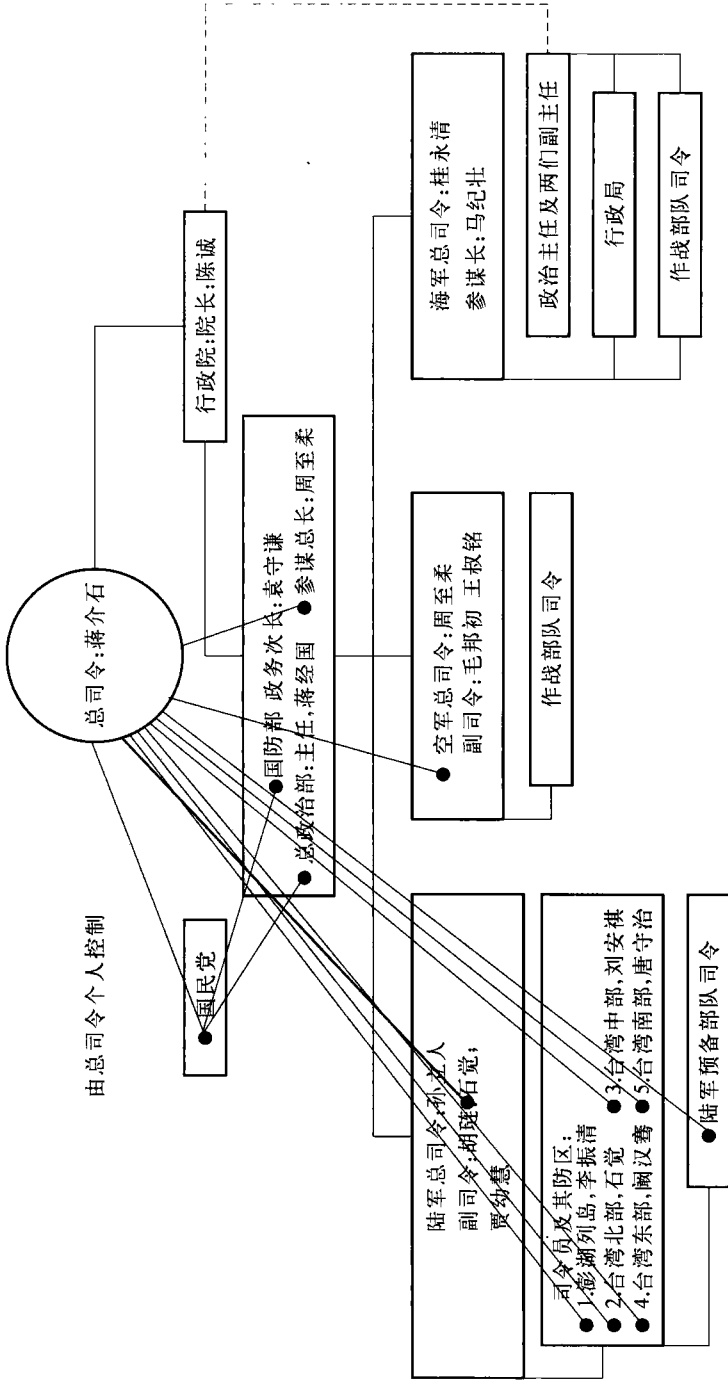 总司令:蒋介石
由总司令个人控制
国民党
行政院:院长:陈诚
国防部 政务次长:袁守谦
总政治部:主任,蒋经国 参谋总长:周至柔
陆军总司令:孙立人
副司令:胡琏,石觉;
贾幼慧
司令员及其防区:
1.澎湖列岛,李振清 3.台湾中部,刘安祺
2.台湾北部,石觉 5.台湾南部,唐守治
4.台湾东部,阚汉骞
陆军预备部队司令
空军总司令:周至柔
副司令:毛邦初 王叔铭
作战部队司令
海军总司令:桂永清
参谋长:马纪壮
政治主任及两们副主任
行政局
作战部队司令